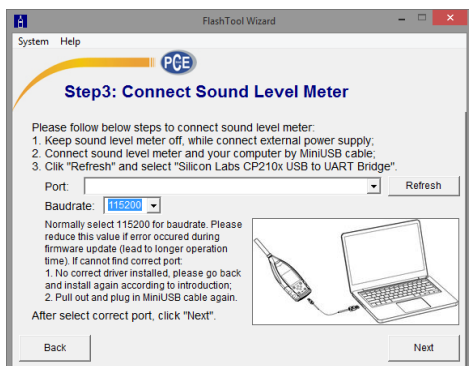 FlashTool Wizard
System Help
PCE
Step3: Connect Sound Level Meter
Please follow below steps to connect sound level meter:
1. Keep sound level meter off, while connect external power supply;
2. Connect sound level meter and your computer by MiniUSB cable;
3. Clik "Refresh" and select "Silicon Labs CP210x USB to UART Bridge".
Port: Refresh
Baudrate: 115200
Normally select 115200 for baudrate. Please
reduce this value if error occured during
firmware update (lead to longer operation
time). If cannot find correct port:
1. No correct driver installed, please go back
and install again according to introduction;
2. Pull out and plug in MiniUSB cable again.
After select correct port, click "Next".
Back Next